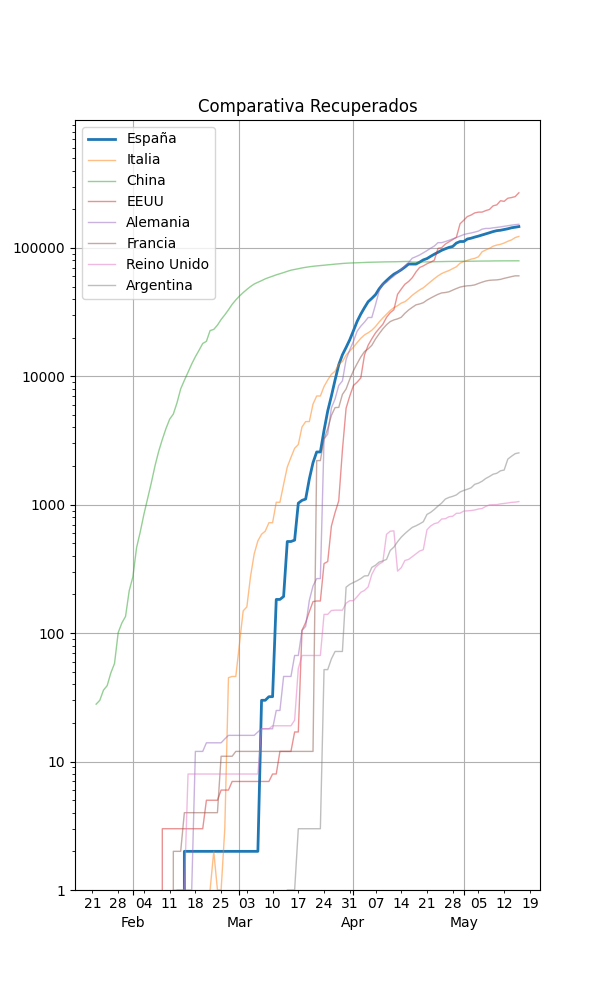 Comparativa Recuperados
España
Italia
China
EEUU
Alemania
Francia
Reino Unido
Argentina
100000
10000
1000
100
10
1
21 28 04 11 18 25 03 10 17 24 31 07 14 21 28 05 12 19
Feb Mar Apr May